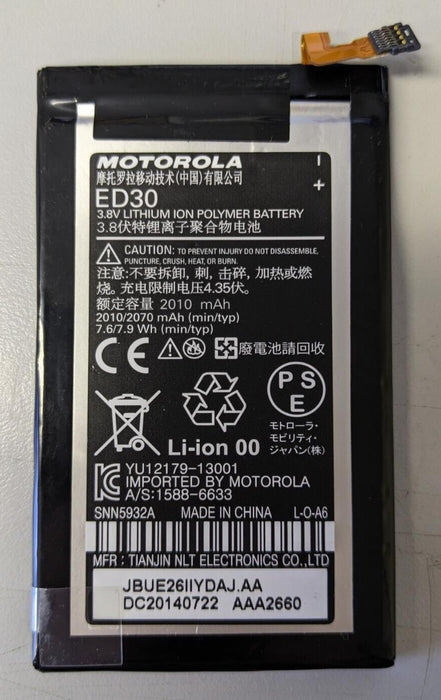 MOTOROLA
摩托罗拉移动技术(中国)有限公司
ED30
3.8V LITHIUM ION POLYMER BATTERY
3.8伏特锂离子聚合物电池
CAUTION: TO PREVENT INJURY DO NOT DISASSEMBLE,
PUNCTURE, CRUSH, HEAT, OR BURN.
注意:不要拆卸, 刺, 击碎, 加热或燃
烧。充电限制电压4.35伏。
额定容量 2010 mAh
2010/2070 mAh (min/typ)
7.6/7.9 Wh (min/typ)
CE
廢電池請回收
PSE
モトローラ・
モビリティ・
ジャパン(株)
Li-ion 00
YU12179-13001
IMPORTED BY MOTOROLA
A/S:1588-6633
SNN5932A MADE IN CHINA L-O-A6
MFR : TIANJIN NLT ELECTRONICS CO.,LTD
JBUE26IIYDAJ.AA
DC20140722 AAA2660